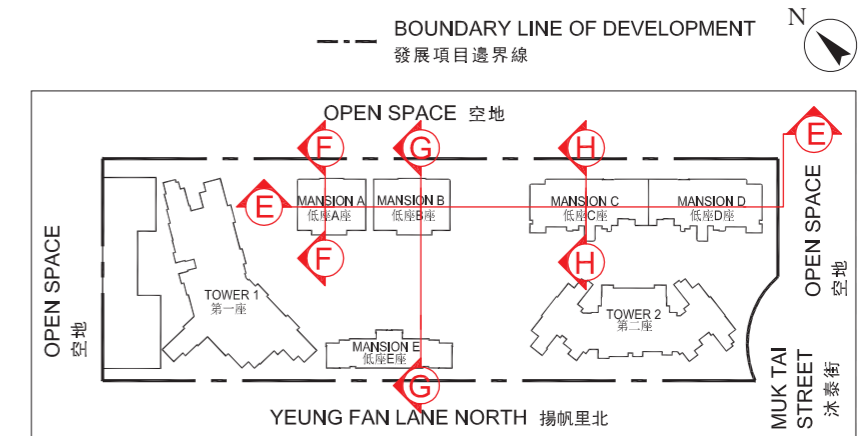 BOUNDARY LINE OF DEVELOPMENT
發展項目邊界線
N
OPEN SPACE 空地
F
G
H
E
E
MANSION A
低座A座
MANSION B
低座B座
MANSION C
低座C座
MANSION D
低座D座
F
H
OPEN SPACE
空地
OPEN SPACE
空地
TOWER 1
第一座
TOWER 2
第二座
MANSION E
低座E座
G
YEUNG FAN LANE NORTH 揚帆里北
MUK TAI
STREET
沐泰街